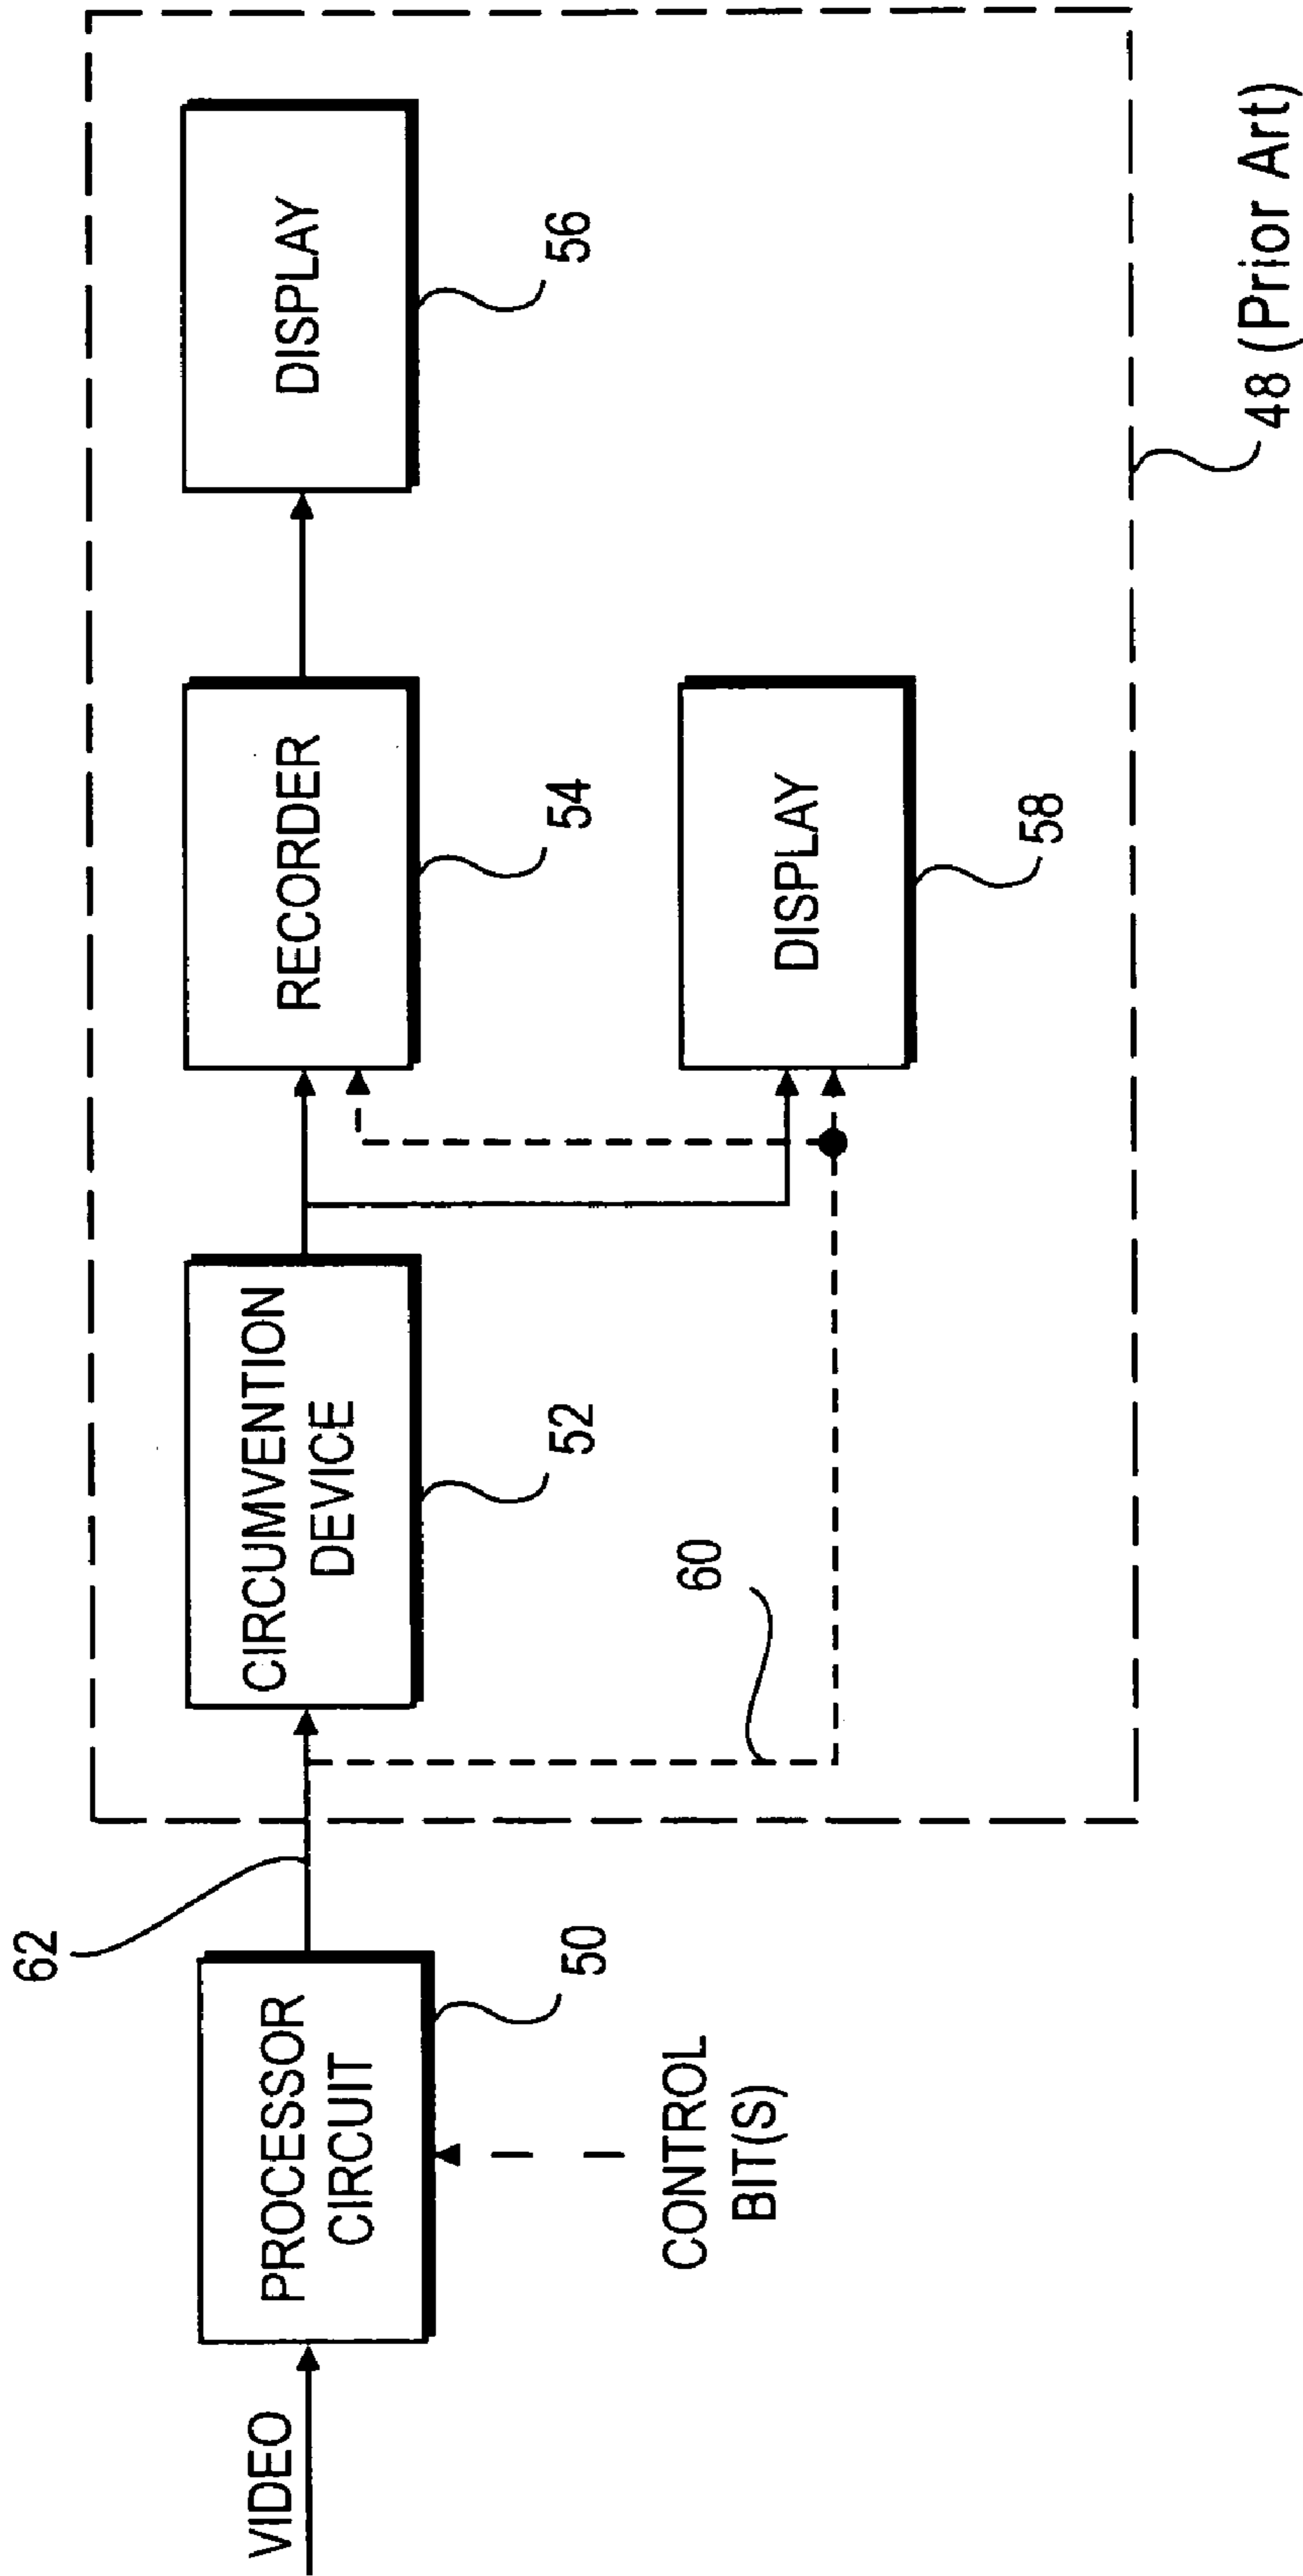 VIDEO
PROCESSOR
CIRCUIT
50
CONTROL
BIT(S)
62
CIRCUMVENTION
DEVICE
52
60
RECORDER
54
DISPLAY
58
DISPLAY
56
48 (Prior Art)